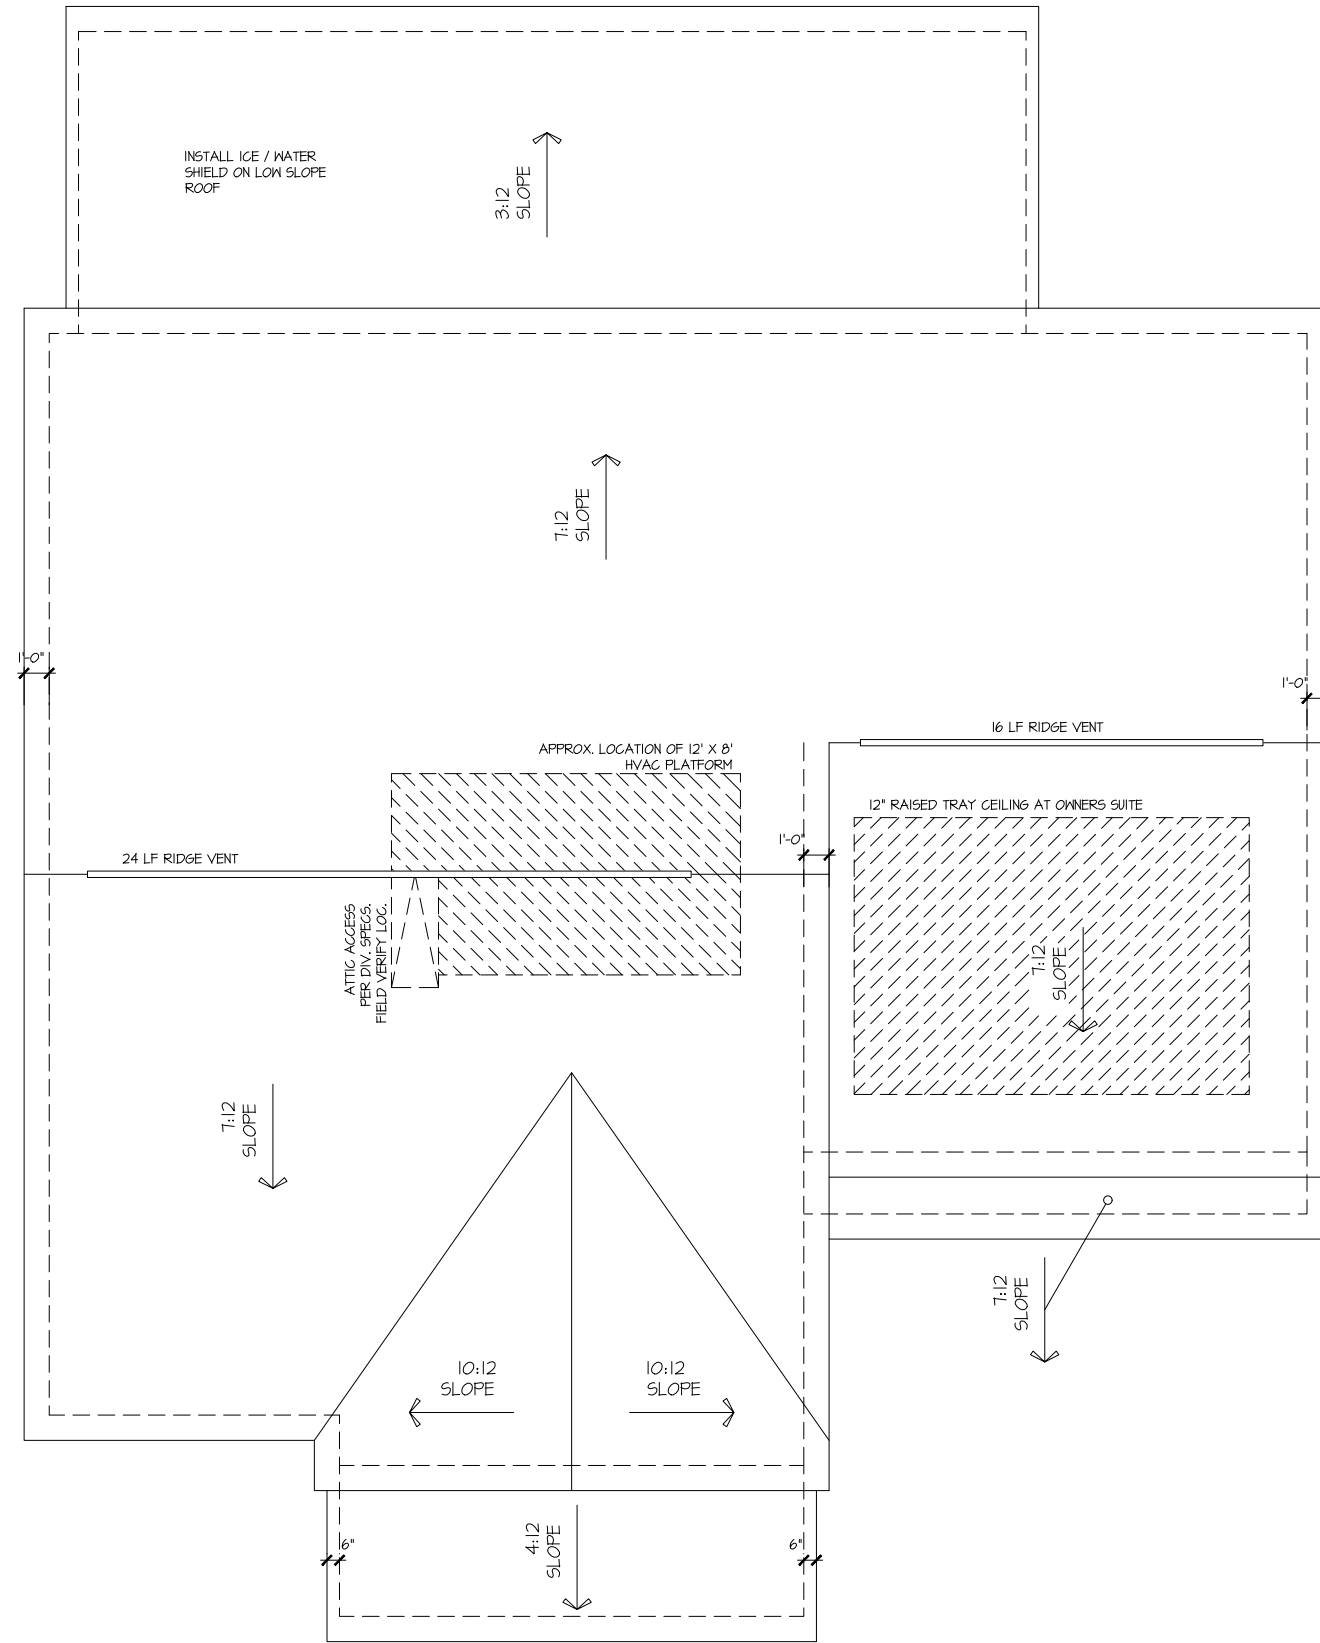 INSTALL ICE / WATER
SHIELD ON LOW SLOPE
ROOF
3:12
SLOPE
7:12
SLOPE
1'-0"
1'-0"
16 LF RIDGE VENT
APPROX. LOCATION OF 12' X 8'
HVAC PLATFORM
12" RAISED TRAY CEILING AT OWNERS SUITE
1'-0"
24 LF RIDGE VENT
ATTIC ACCESS
PER DIV. SPECS.
FIELD VERIFY LOC.
7:12
SLOPE
7:12
SLOPE
7:12
SLOPE
10:12
SLOPE
10:12
SLOPE
4:12
SLOPE
6"
6"